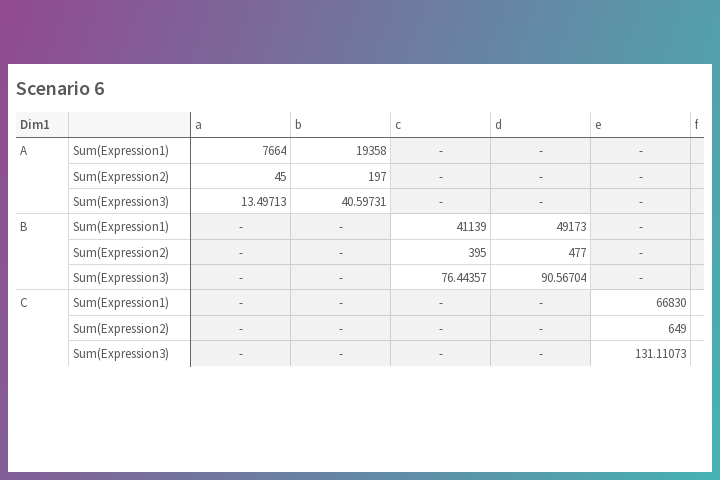 Scenario 6
Dim1 a b c d e f
A Sum(Expression1) 7664 19358 - - -
Sum(Expression2) 45 197 - - -
Sum(Expression3) 13.49713 40.59731 - - -
B Sum(Expression1) - - 41139 49173 -
Sum(Expression2) - - 395 477 -
Sum(Expression3) - - 76.44357 90.56704 -
C Sum(Expression1) - - - - 66830
Sum(Expression2) - - - - 649
Sum(Expression3) - - - - 131.11073